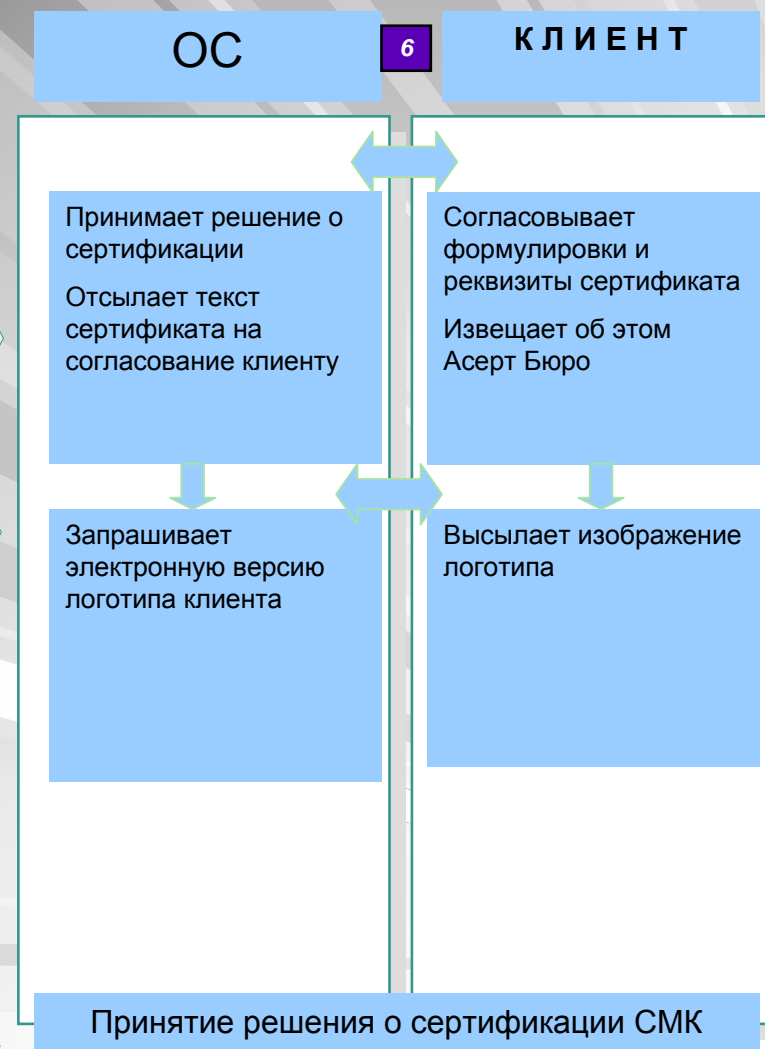 ОС
6
К Л И Е Н Т
Принимает решение о
сертификации
Отсылает текст
сертификата на
согласование клиенту
Согласовывает
формулировки и
реквизиты сертификата
Извещает об этом
Асерт Бюро
Запрашивает
электронную версию
логотипа клиента
Высылает изображение
логотипа
Принятие решения о сертификации СМК